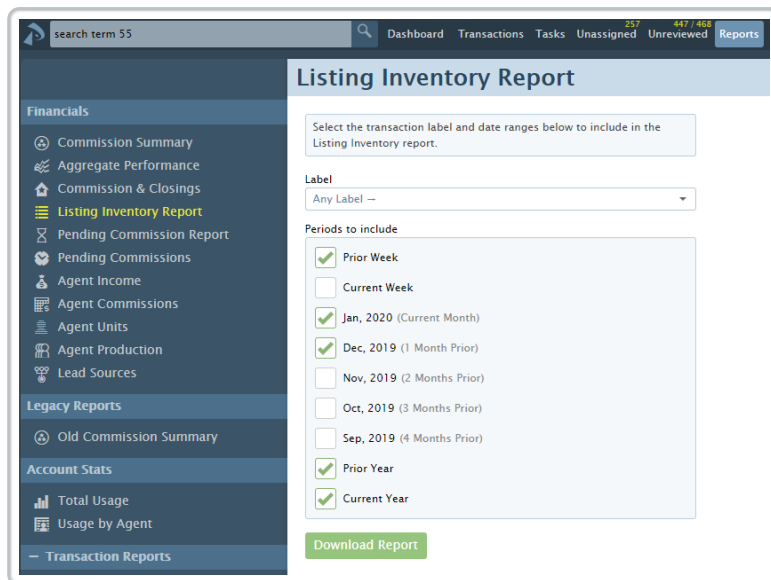 search term 55
Dashboard Transactions Tasks Unassigned 257 Unreviewed 447 / 468 Reports
Listing Inventory Report
Financials
Commission Summary
Aggregate Performance
Commission & Closings
Listing Inventory Report
Pending Commission Report
Pending Commissions
Agent Income
Agent Commissions
Agent Units
Agent Production
Lead Sources
Legacy Reports
Old Commission Summary
Account Stats
Total Usage
Usage by Agent
– Transaction Reports
Select the transaction label and date ranges below to include in the
Listing Inventory report.
Label
Any Label →
Periods to include
Prior Week
Current Week
Jan, 2020 (Current Month)
Dec, 2019 (1 Month Prior)
Nov, 2019 (2 Months Prior)
Oct, 2019 (3 Months Prior)
Sep, 2019 (4 Months Prior)
Prior Year
Current Year
Download Report